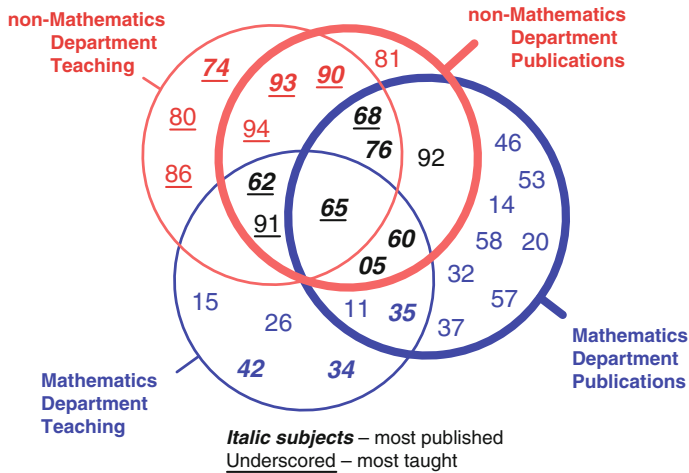 non-Mathematics
Department
Teaching
non-Mathematics
Department
Publications
74
93
90
81
80
94
68
76
92
46
86
62
53
65
14
91
60
58
20
05
32
15
11
35
57
26
37
42
34
Mathematics
Department
Publications
Mathematics
Department
Teaching
Italic subjects – most published
Underscored – most taught